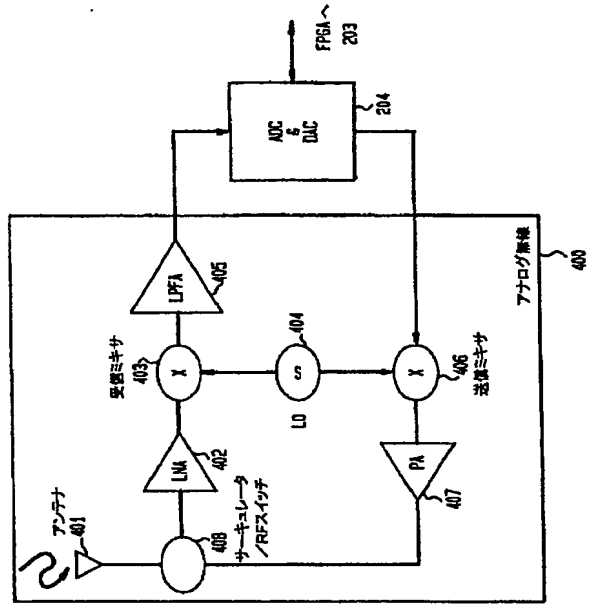 アンテナ
401
サーキュレータ
/RFスイッチ
408
LNA
402
受信ミキサ
403
X
LPFA
405
LO
S
404
X
406
送信ミキサ
PA
407
アナログ無線
400
ADC
&
DAC
204
FPGAへ
203